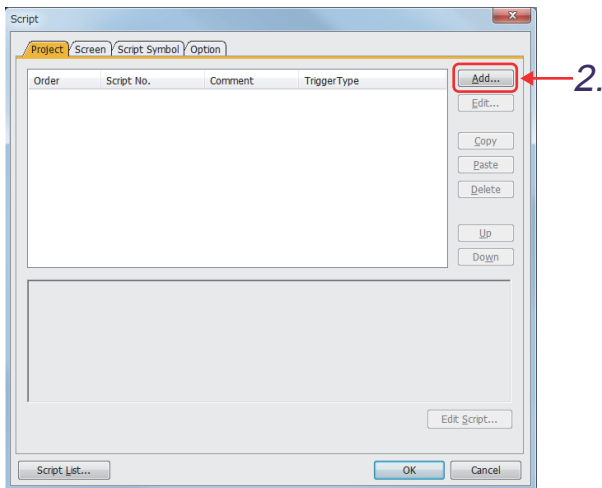 Script
Project Screen Script Symbol Option
Order Script No. Comment TriggerType
Add...
2.
Edit...
Copy
Paste
Delete
Up
Down
Edit Script...
Script List... OK Cancel